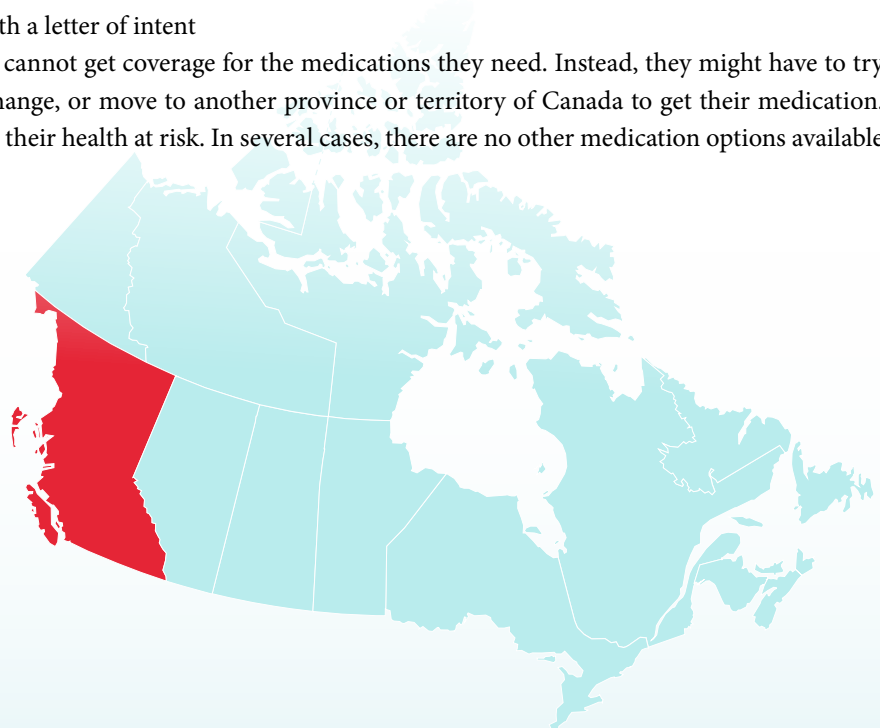 th a letter of intent
cannot get coverage for the medications they need. Instead, they might have to try
hange, or move to another province or territory of Canada to get their medication.
their health at risk. In several cases, there are no other medication options available